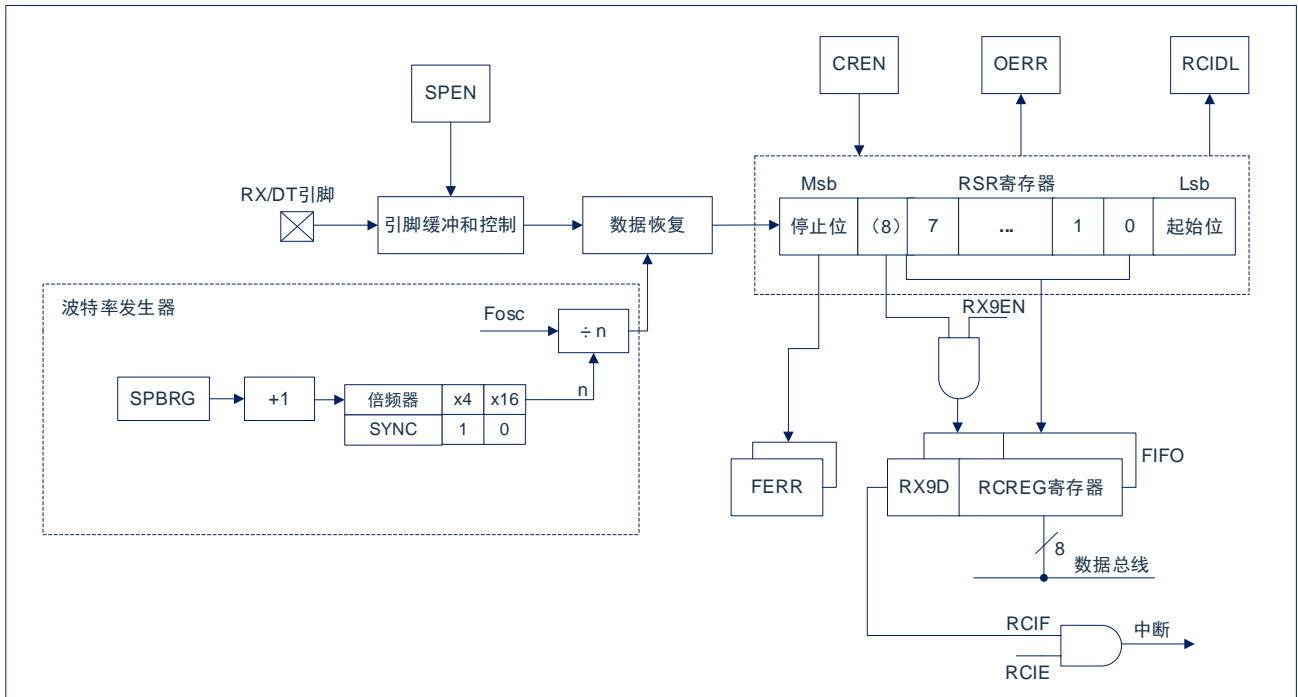 CREN
OERR
RCIDL
SPEN
Msb
RSR寄存器
Lsb
RX/DT引脚
引脚缓冲和控制
数据恢复
停止位
（8）
7
...
1
0
起始位
波特率发生器
Fosc
÷ n
RX9EN
SPBRG
+1
倍频器
x4
x16
n
SYNC
1
0
FERR
RX9D
RCREG寄存器
FIFO
8
数据总线
RCIF
中断
RCIE